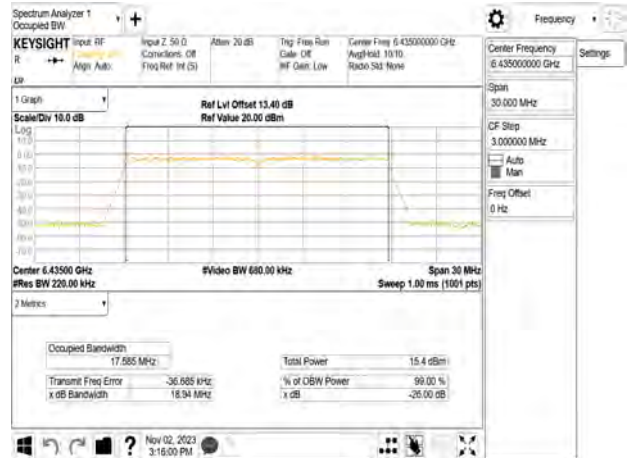 Spectrum Analyzer 1
Occupied BW
Frequency
KEYSIGHT
Input: RF
Input Z: 50 Ω
Atten: 20 dB
Trig: Free Run
Center Freq: 6.435000000 GHz
R
Corrections: Off
Gate: Off
Avg|Hold: 10/10
Align: Auto
Freq Ref: Int (S)
#IF Gain: Low
Radio Std: None
Center Frequency
6.435000000 GHz
Settings
Span
30.000 MHz
CF Step
3.000000 MHz
Auto
Man
Freq Offset
0 Hz
1 Graph
Ref Lvl Offset 13.40 dB
Scale/Div 10.0 dB
Ref Value 20.00 dBm
Log
Center 6.43500 GHz
#Video BW 680.00 kHz
Span 30 MHz
#Res BW 220.00 kHz
Sweep 1.00 ms (1001 pts)
2 Metrics
Occupied Bandwidth
17.585 MHz
Total Power
15.4 dBm
Transmit Freq Error
-36.685 kHz
% of OBW Power
99.00 %
x dB Bandwidth
18.94 MHz
x dB
-26.00 dB
?
Nov 02, 2023
3:16:00 PM